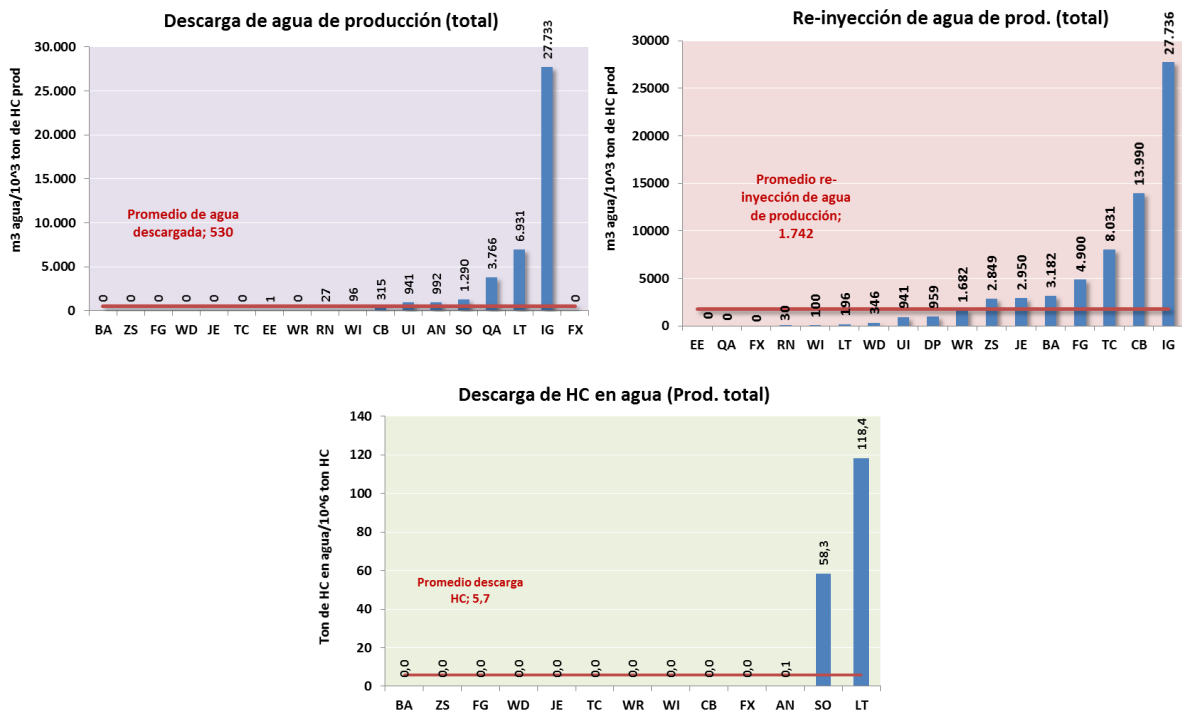 Descarga de agua de producción (total)
m3 agua/10^3 ton de HC prod
30.000
25.000
20.000
15.000
10.000
5.000
0
Promedio de agua
descargada; 530
0 0 0 0 0 0 1 0 27 96 315 941 992 1.290 3.766 6.931 27.733 0
BA ZS FG WD JE TC EE WR RN WI CB UI AN SO QA LT IG FX
Re-inyección de agua de prod. (total)
m3 agua/10^3 ton de HC prod
30000
25000
20000
15000
10000
5000
0
Promedio re-
inyección de agua
de producción;
1.742
0 0 0 30 100 196 346 941 959 1.682 2.849 2.950 3.182 4.900 8.031 13.990 27.736
EE QA FX RN WI LT WD UI DP WR ZS JE BA FG TC CB IG
Descarga de HC en agua (Prod. total)
Ton de HC en agua/10^6 ton HC
140
120
100
80
60
40
20
0
Promedio descarga
HC; 5,7
0,0 0,0 0,0 0,0 0,0 0,0 0,0 0,0 0,0 0,0 0,1 58,3 118,4
BA ZS FG WD JE TC WR WI CB FX AN SO LT